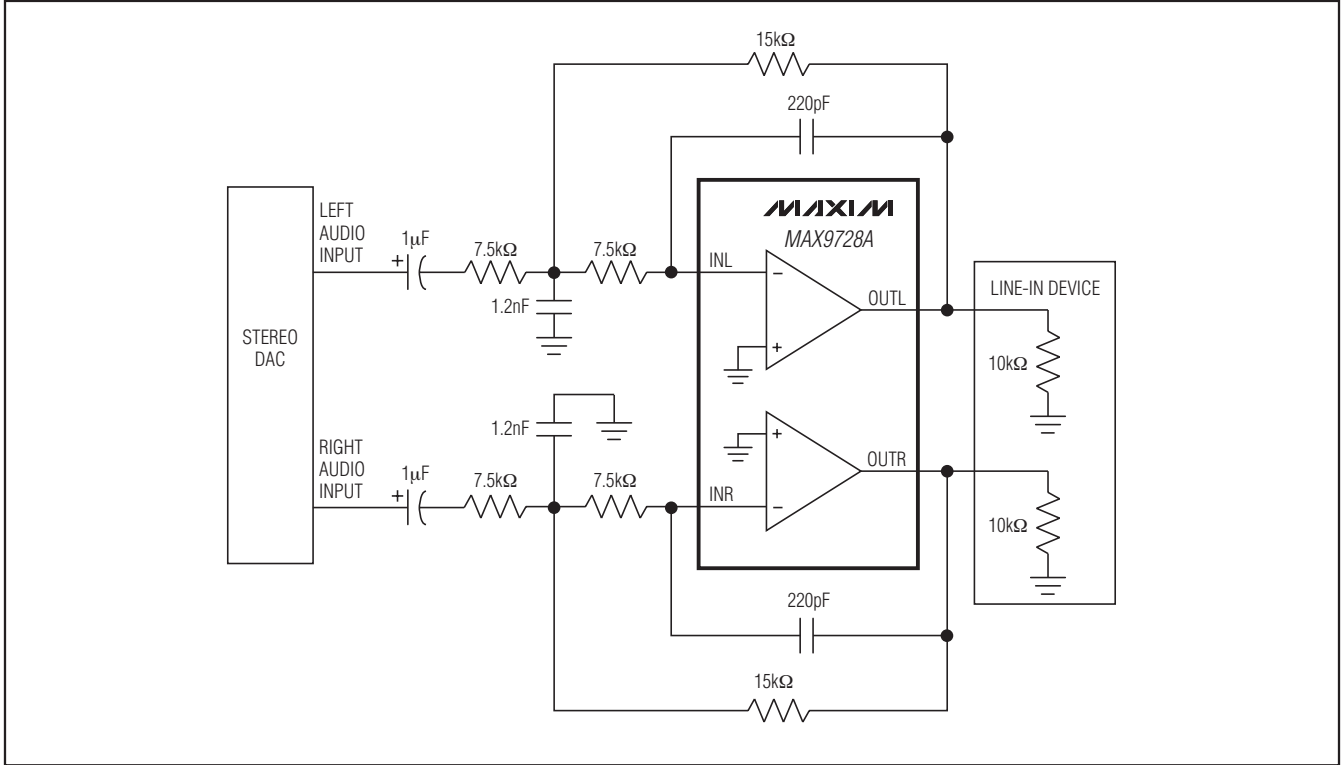 15kΩ
220pF
MAXIM
MAX9728A
LEFT
AUDIO
INPUT
1μF
+
7.5kΩ
7.5kΩ
INL
−
1.2nF
OUTL
+
LINE-IN DEVICE
10kΩ
STEREO
DAC
1.2nF
+
OUTR
RIGHT
AUDIO
INPUT
1μF
+
7.5kΩ
7.5kΩ
INR
−
10kΩ
220pF
15kΩ